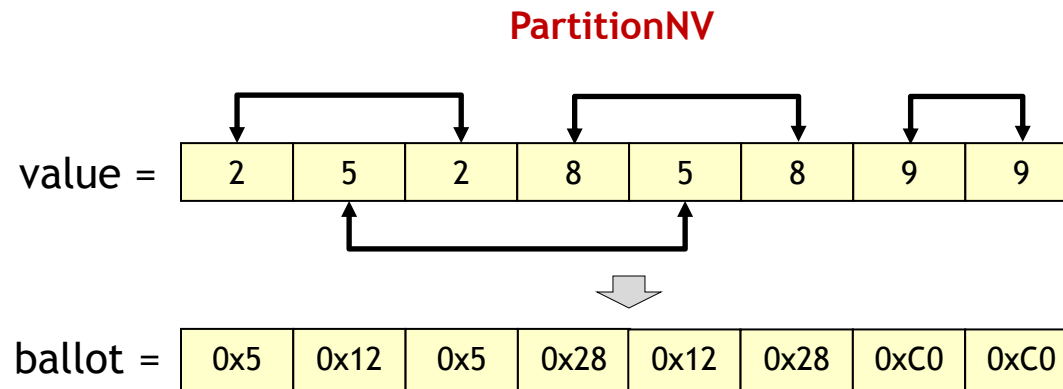 PartitionNV
value = 2 5 2 8 5 8 9 9
ballot = 0x5 0x12 0x5 0x28 0x12 0x28 0xC0 0xC0